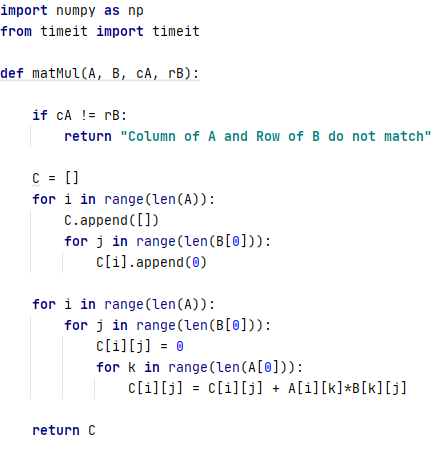 import numpy as np
from timeit import timeit

def matMul(A, B, cA, rB):

    if cA != rB:
        return "Column of A and Row of B do not match"

    C = []
    for i in range(len(A)):
        C.append([])
        for j in range(len(B[0])):
            C[i].append(0)

    for i in range(len(A)):
        for j in range(len(B[0])):
            C[i][j] = 0
            for k in range(len(A[0])):
                C[i][j] = C[i][j] + A[i][k]*B[k][j]

    return C